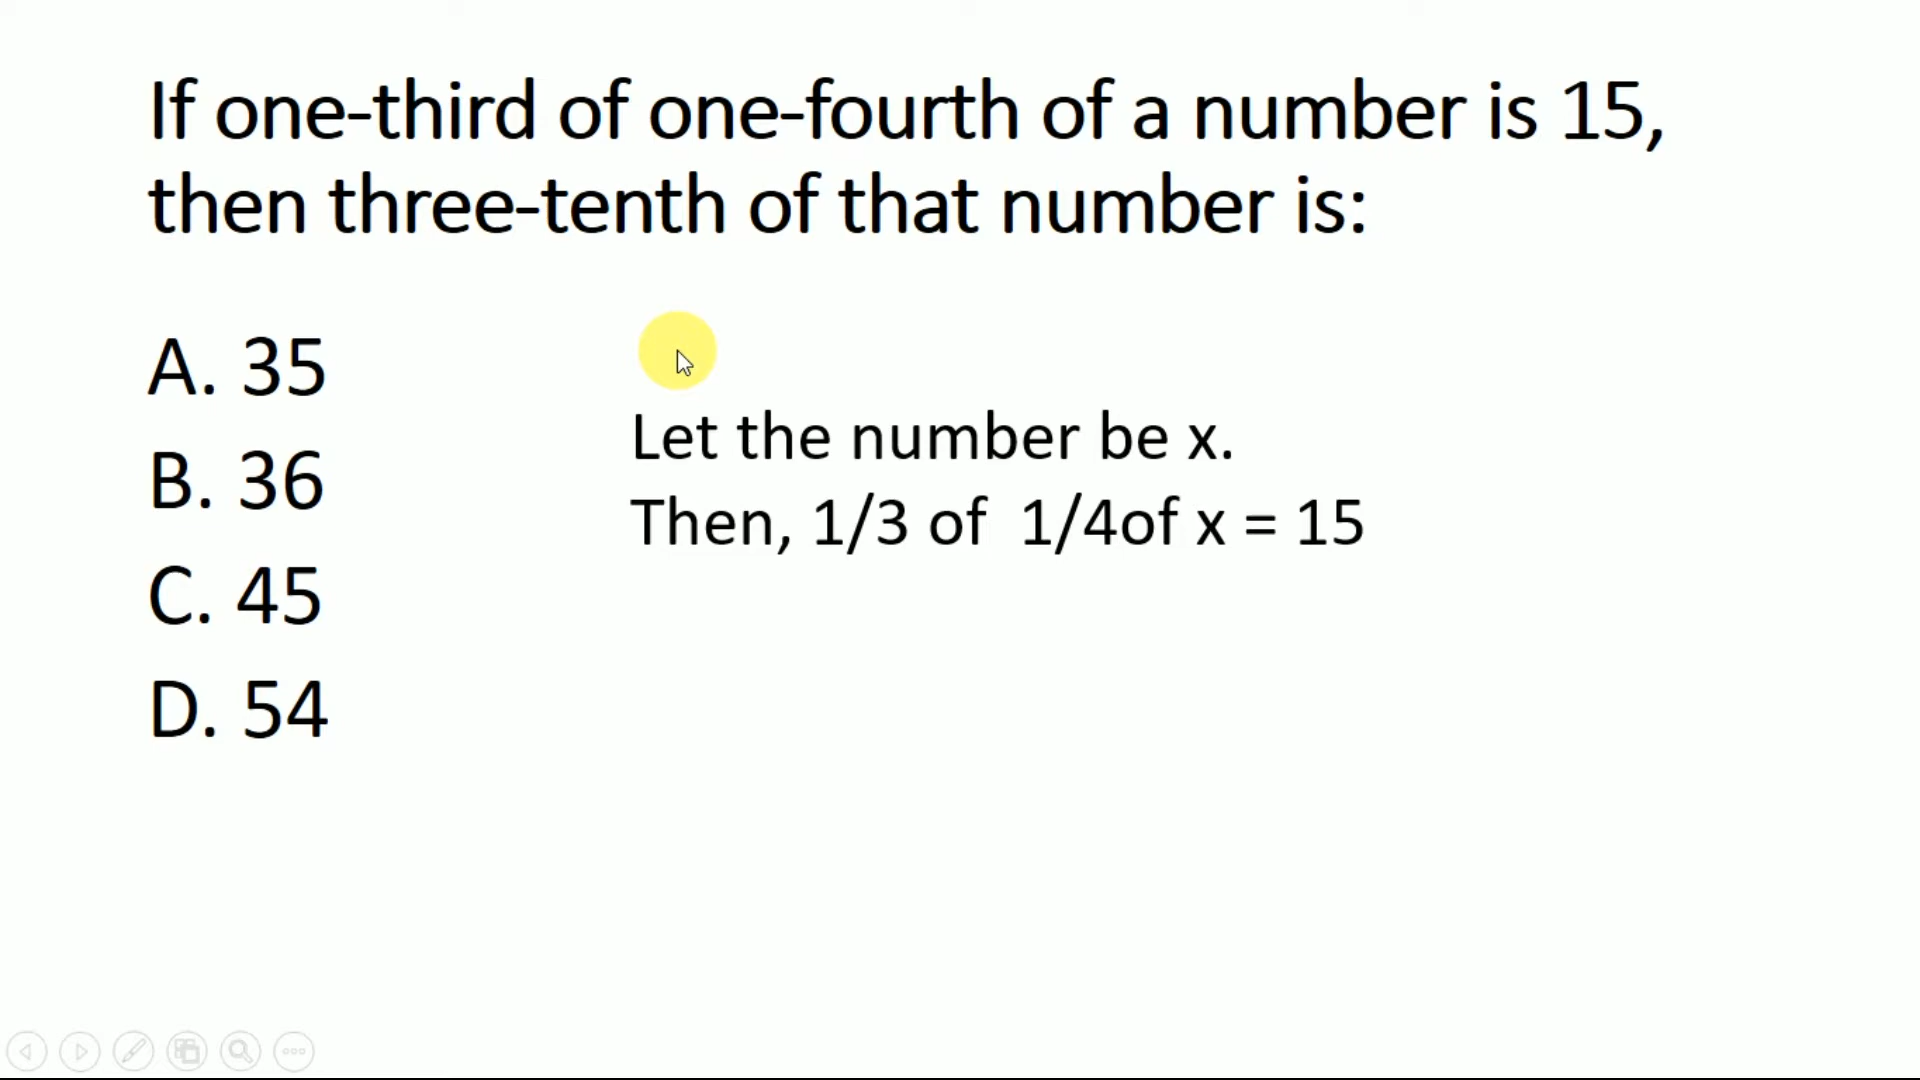 If one-third of one-fourth of a number is 15,
then three-tenth of that number is:
A. 35
B. 36
C. 45
D. 54
Let the number be x.
Then, 1/3 of  1/4of x = 15